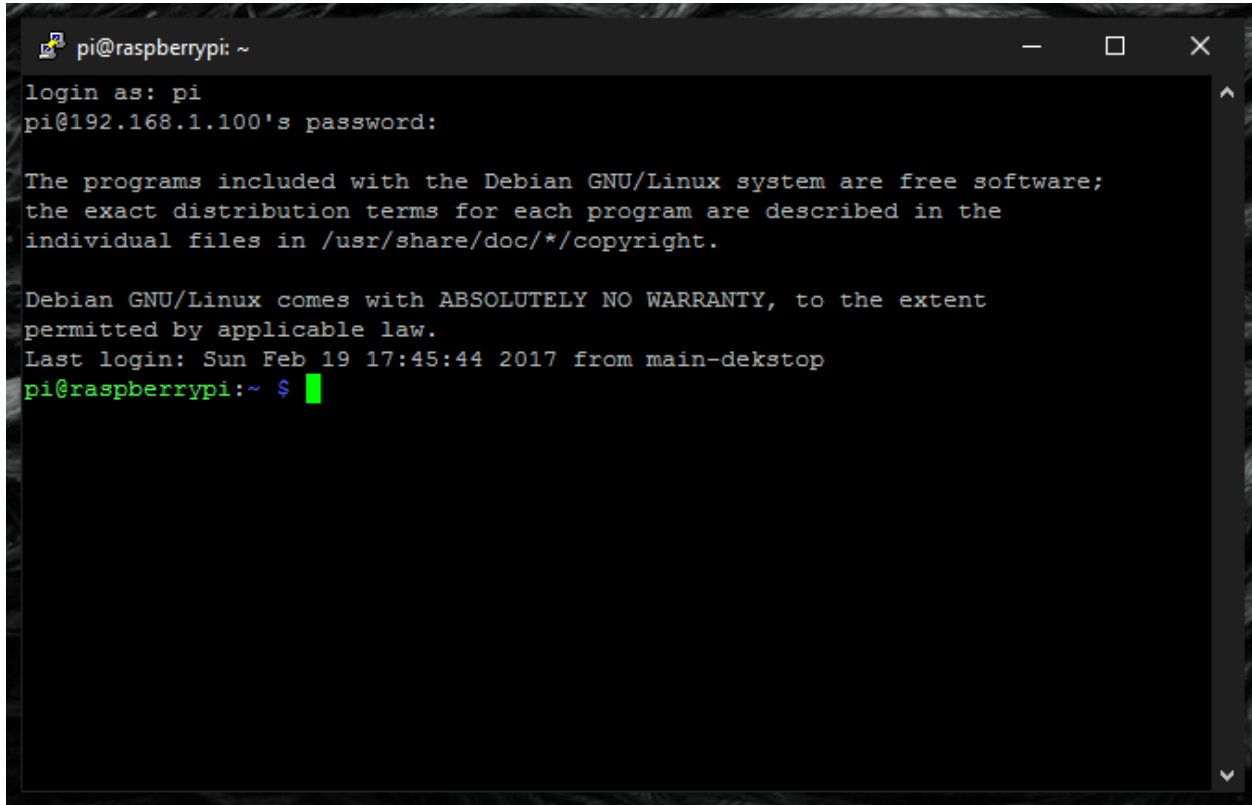 pi@raspberrypi: ~
login as: pi
pi@192.168.1.100's password:
The programs included with the Debian GNU/Linux system are free software;
the exact distribution terms for each program are described in the
individual files in /usr/share/doc/*/copyright.
Debian GNU/Linux comes with ABSOLUTELY NO WARRANTY, to the extent
permitted by applicable law.
Last login: Sun Feb 19 17:45:44 2017 from main-dekstop
pi@raspberrypi:~ $